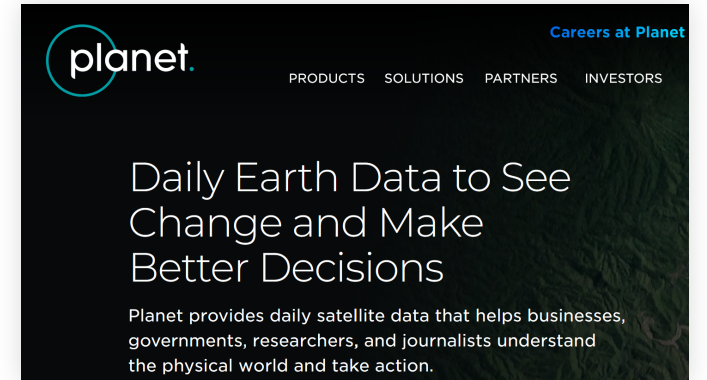 Careers at Planet
planet.
PRODUCTS SOLUTIONS PARTNERS INVESTORS
Daily Earth Data to See
Change and Make
Better Decisions
Planet provides daily satellite data that helps businesses,
governments, researchers, and journalists understand
the physical world and take action.